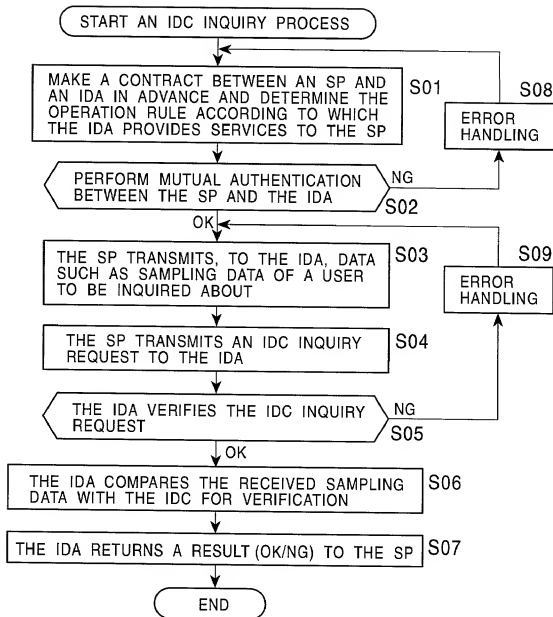 START AN IDC INQUIRY PROCESS
MAKE A CONTRACT BETWEEN AN SP AND
AN IDA IN ADVANCE AND DETERMINE THE
OPERATION RULE ACCORDING TO WHICH
THE IDA PROVIDES SERVICES TO THE SP
S01
S08
ERROR
HANDLING
PERFORM MUTUAL AUTHENTICATION
BETWEEN THE SP AND THE IDA
NG
S02
OK
THE SP TRANSMITS, TO THE IDA, DATA
SUCH AS SAMPLING DATA OF A USER
TO BE INQUIRED ABOUT
S03
S09
ERROR
HANDLING
THE SP TRANSMITS AN IDC INQUIRY
REQUEST TO THE IDA
S04
THE IDA VERIFIES THE IDC INQUIRY
REQUEST
NG
S05
OK
THE IDA COMPARES THE RECEIVED SAMPLING
DATA WITH THE IDC FOR VERIFICATION
S06
THE IDA RETURNS A RESULT (OK/NG) TO THE SP
S07
END